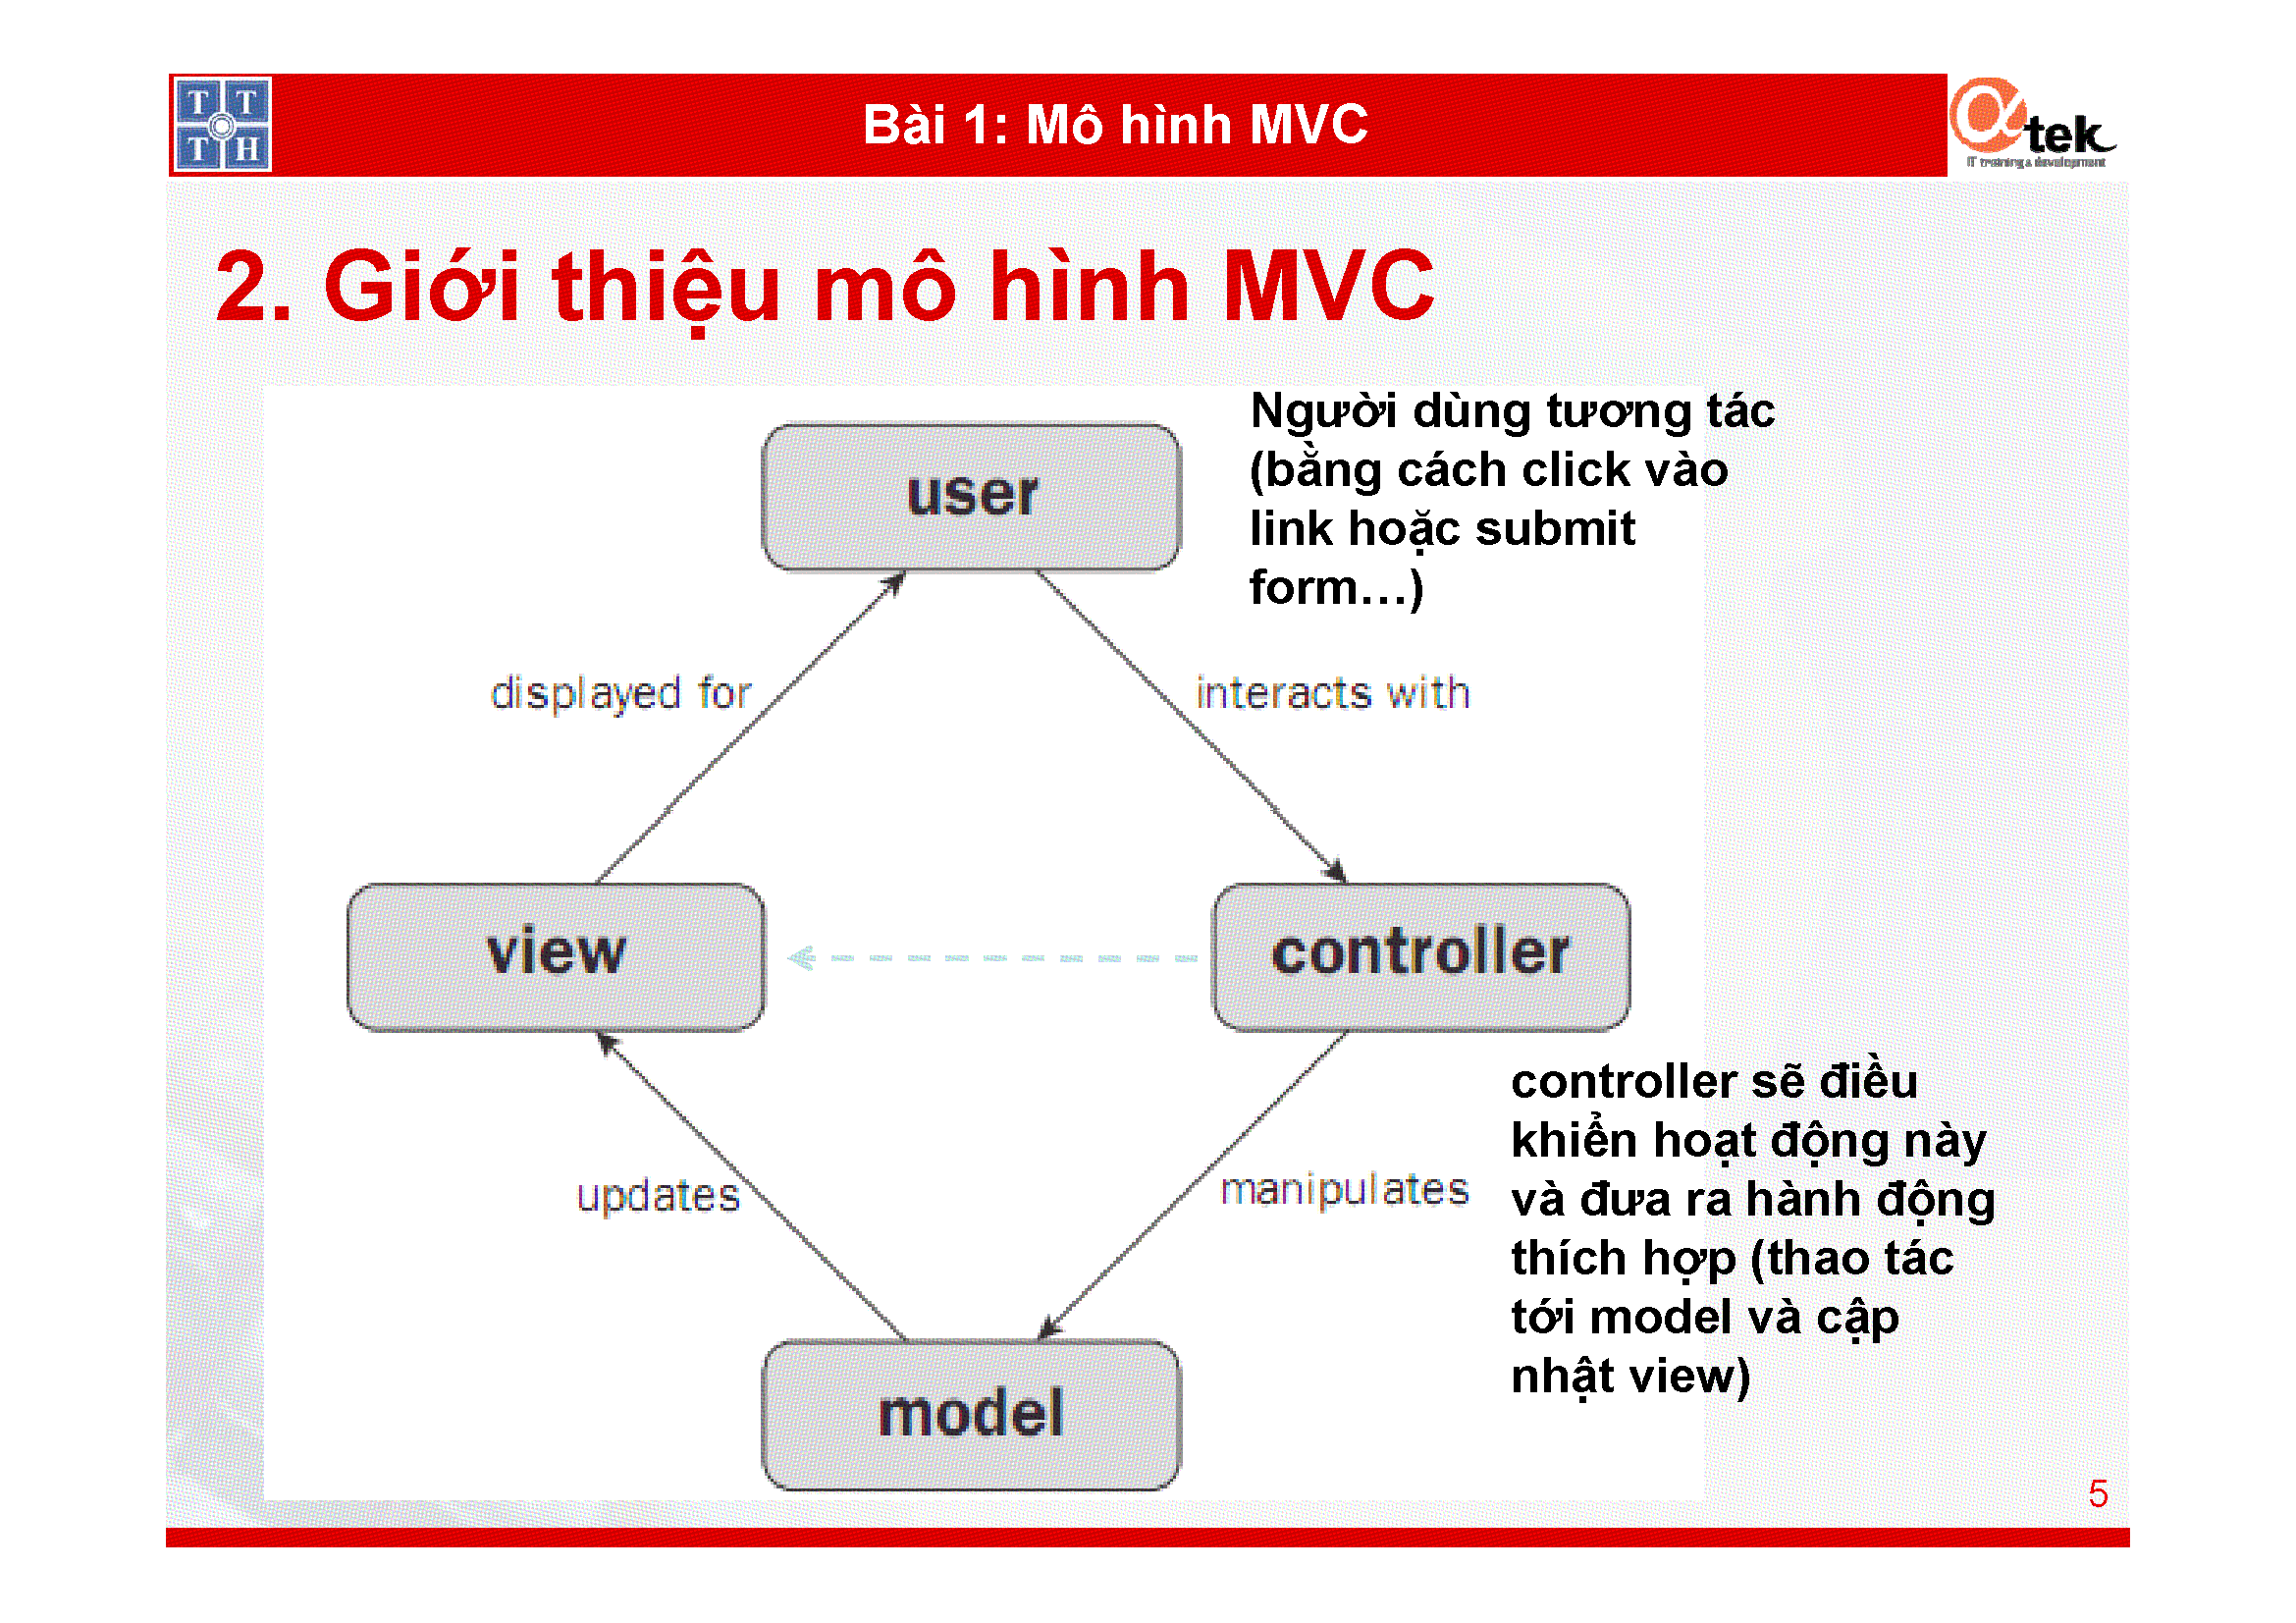 T T
T H
Bài 1: Mô hình MVC
αtek
IT training & development
2. Giới thiệu mô hình MVC
Người dùng tương tác
(bằng cách click vào
link hoặc submit
form…)
user
displayed for
interacts with
view
controller
controller sẽ điều
khiển hoạt động này
và đưa ra hành động
thích hợp (thao tác
tới model và cập
nhật view)
updates
manipulates
model
5